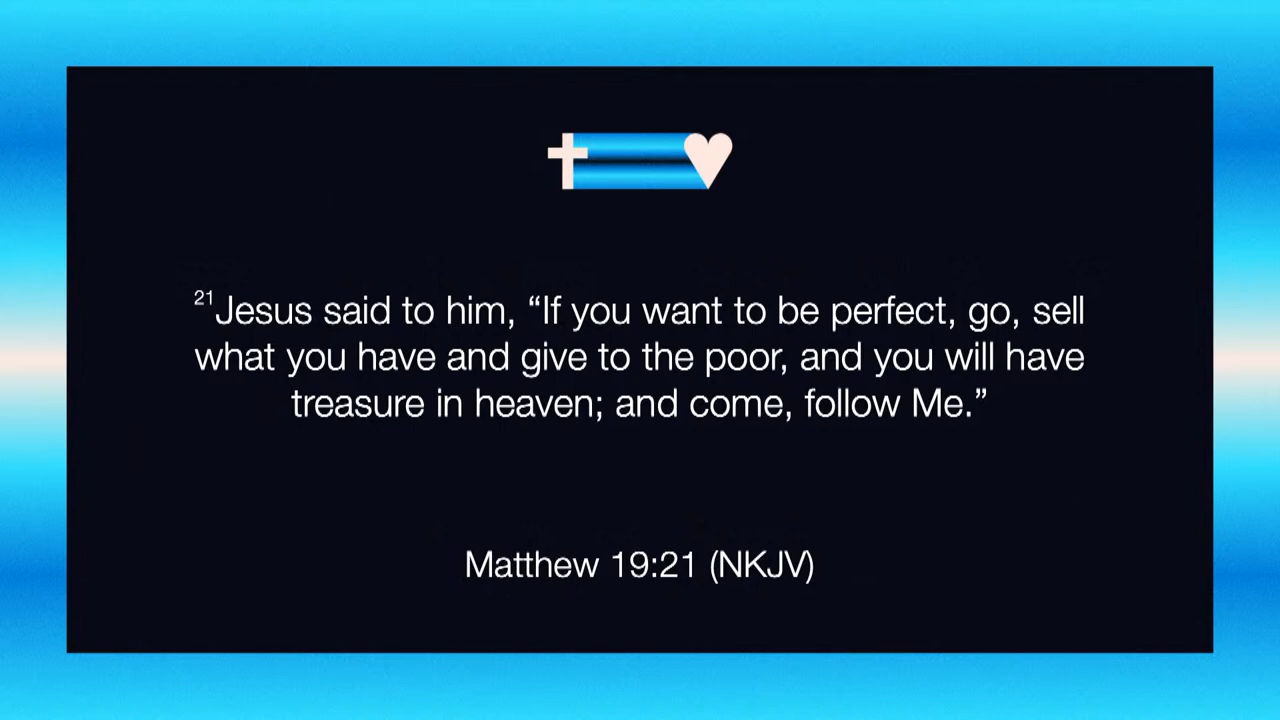 21Jesus said to him, “If you want to be perfect, go, sell
what you have and give to the poor, and you will have
treasure in heaven; and come, follow Me.”
Matthew 19:21 (NKJV)